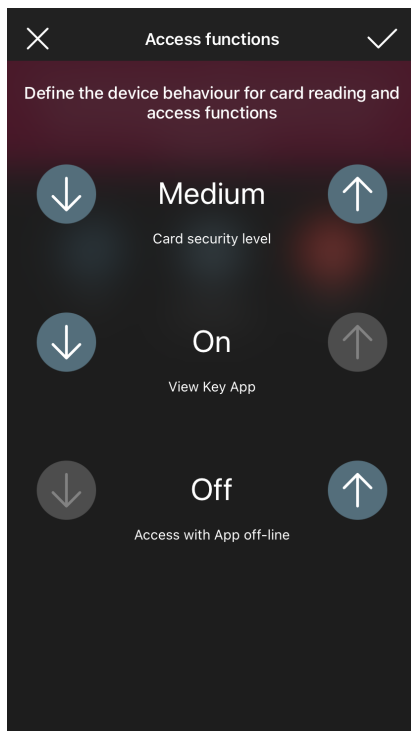 Access functions
Define the device behaviour for card reading and
access functions
Medium
Card security level
On
View Key App
Off
Access with App off-line